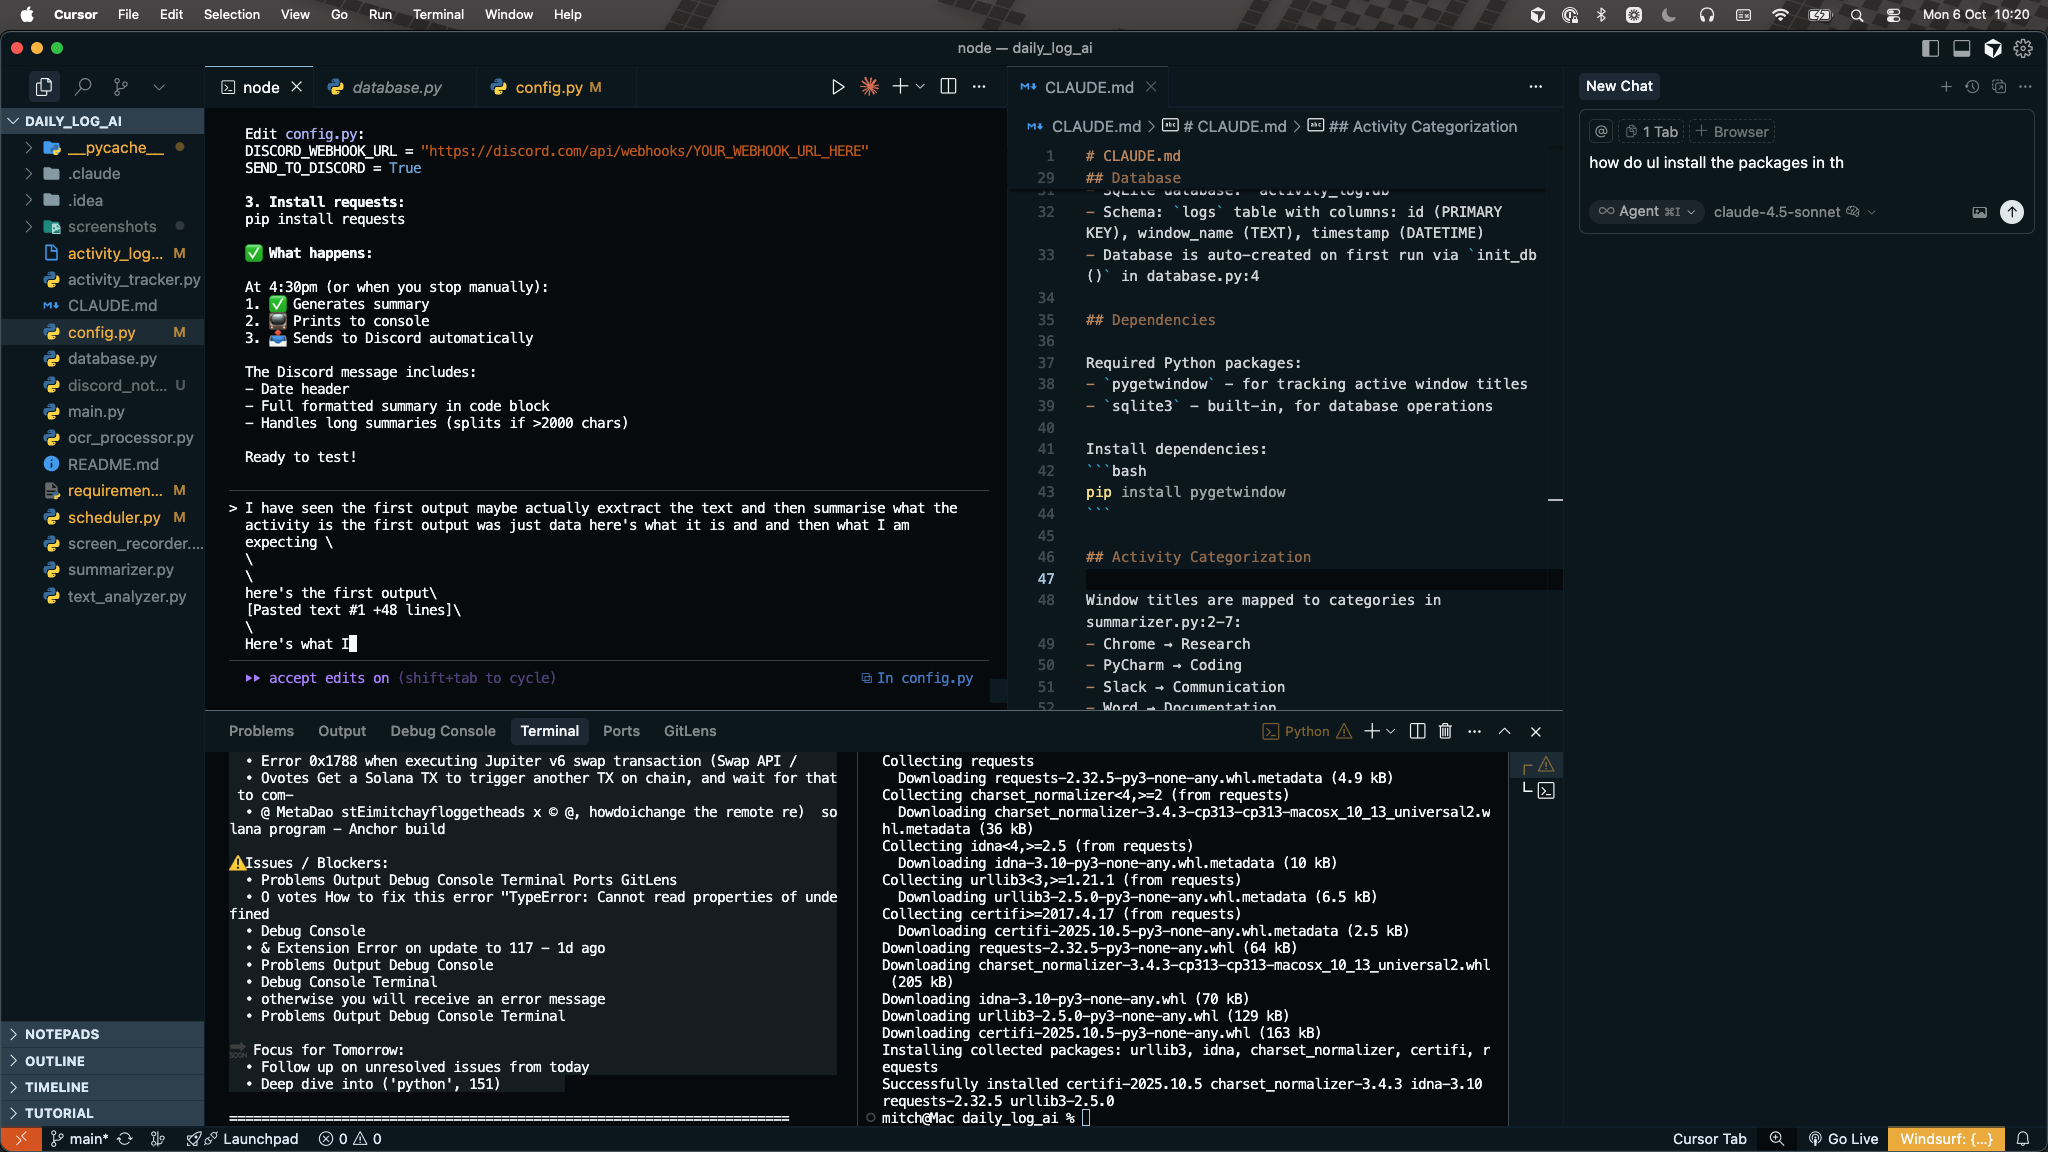 Cursor File Edit Selection View Go Run Terminal Window Help
Mon 6 Oct 10:20
node — daily_log_ai
DAILY_LOG_AI
__pycache__
.claude
.idea
screenshots
activity_log... M
activity_tracker.py
CLAUDE.md
config.py M
database.py
discord_not... U
main.py
ocr_processor.py
README.md
requiremen... M
scheduler.py M
screen_recorder....
summarizer.py
text_analyzer.py
NOTEPADS
OUTLINE
TIMELINE
TUTORIAL
node database.py config.py M
Edit config.py:
DISCORD_WEBHOOK_URL = "https://discord.com/api/webhooks/YOUR_WEBHOOK_URL_HERE"
SEND_TO_DISCORD = True
3. Install requests:
pip install requests
✅ What happens:
At 4:30pm (or when you stop manually):
1. ✅ Generates summary
2. Prints to console
3. 📤 Sends to Discord automatically
The Discord message includes:
- Date header
- Full formatted summary in code block
- Handles long summaries (splits if >2000 chars)
Ready to test!
> I have seen the first output maybe actually exxtract the text and then summarise what the
activity is the first output was just data here's what it is and and then what I am
expecting \
\
\
here's the first output\
[Pasted text #1 +48 lines]\
\
Here's what I
accept edits on (shift+tab to cycle)
In config.py
CLAUDE.md
CLAUDE.md > # CLAUDE.md > ## Activity Categorization
1 # CLAUDE.md
29 ## Database
31 - SQLite database: `activity_log.db`
32 - Schema: `logs` table with columns: id (PRIMARY
KEY), window_name (TEXT), timestamp (DATETIME)
33 - Database is auto-created on first run via `init_db
()` in database.py:4
34
35 ## Dependencies
36
37 Required Python packages:
38 - `pygetwindow` - for tracking active window titles
39 - `sqlite3` - built-in, for database operations
40
41 Install dependencies:
42 ```bash
43 pip install pygetwindow
44 ```
45
46 ## Activity Categorization
47
48 Window titles are mapped to categories in
summarizer.py:2-7:
49 - Chrome → Research
50 - PyCharm → Coding
51 - Slack → Communication
52 - Word → Documentation
New Chat
@ 1 Tab + Browser
how do ul install the packages in th
Agent ⌘I claude-4.5-sonnet
Problems Output Debug Console Terminal Ports GitLens
Python
• Error 0x1788 when executing Jupiter v6 swap transaction (Swap API /
• Ovotes Get a Solana TX to trigger another TX on chain, and wait for that
to com-
• @ MetaDao stEimitchayfloggetheads x © @, howdoichange the remote re) so
lana program - Anchor build
⚠️Issues / Blockers:
• Problems Output Debug Console Terminal Ports GitLens
• O votes How to fix this error "TypeError: Cannot read properties of unde
fined
• Debug Console
• & Extension Error on update to 117 - 1d ago
• Problems Output Debug Console
• Debug Console Terminal
• otherwise you will receive an error message
• Problems Output Debug Console Terminal
🔜 Focus for Tomorrow:
• Follow up on unresolved issues from today
• Deep dive into ('python', 151)
======================================================================
Collecting requests
Downloading requests-2.32.5-py3-none-any.whl.metadata (4.9 kB)
Collecting charset_normalizer<4,>=2 (from requests)
Downloading charset_normalizer-3.4.3-cp313-cp313-macosx_10_13_universal2.w
hl.metadata (36 kB)
Collecting idna<4,>=2.5 (from requests)
Downloading idna-3.10-py3-none-any.whl.metadata (10 kB)
Collecting urllib3<3,>=1.21.1 (from requests)
Downloading urllib3-2.5.0-py3-none-any.whl.metadata (6.5 kB)
Collecting certifi>=2017.4.17 (from requests)
Downloading certifi-2025.10.5-py3-none-any.whl.metadata (2.5 kB)
Downloading requests-2.32.5-py3-none-any.whl (64 kB)
Downloading charset_normalizer-3.4.3-cp313-cp313-macosx_10_13_universal2.whl
(205 kB)
Downloading idna-3.10-py3-none-any.whl (70 kB)
Downloading urllib3-2.5.0-py3-none-any.whl (129 kB)
Downloading certifi-2025.10.5-py3-none-any.whl (163 kB)
Installing collected packages: urllib3, idna, charset_normalizer, certifi, r
equests
Successfully installed certifi-2025.10.5 charset_normalizer-3.4.3 idna-3.10
requests-2.32.5 urllib3-2.5.0
mitch@Mac daily_log_ai %
main* Launchpad 0 0
Cursor Tab Go Live Windsurf: {...}